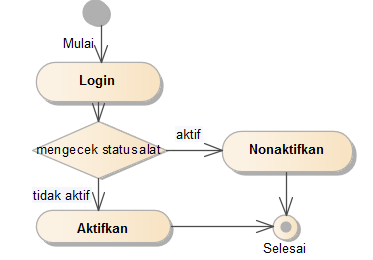 Mulai
Login
mengecek status alat
aktif
Nonaktifkan
tidak aktif
Aktifkan
Selesai